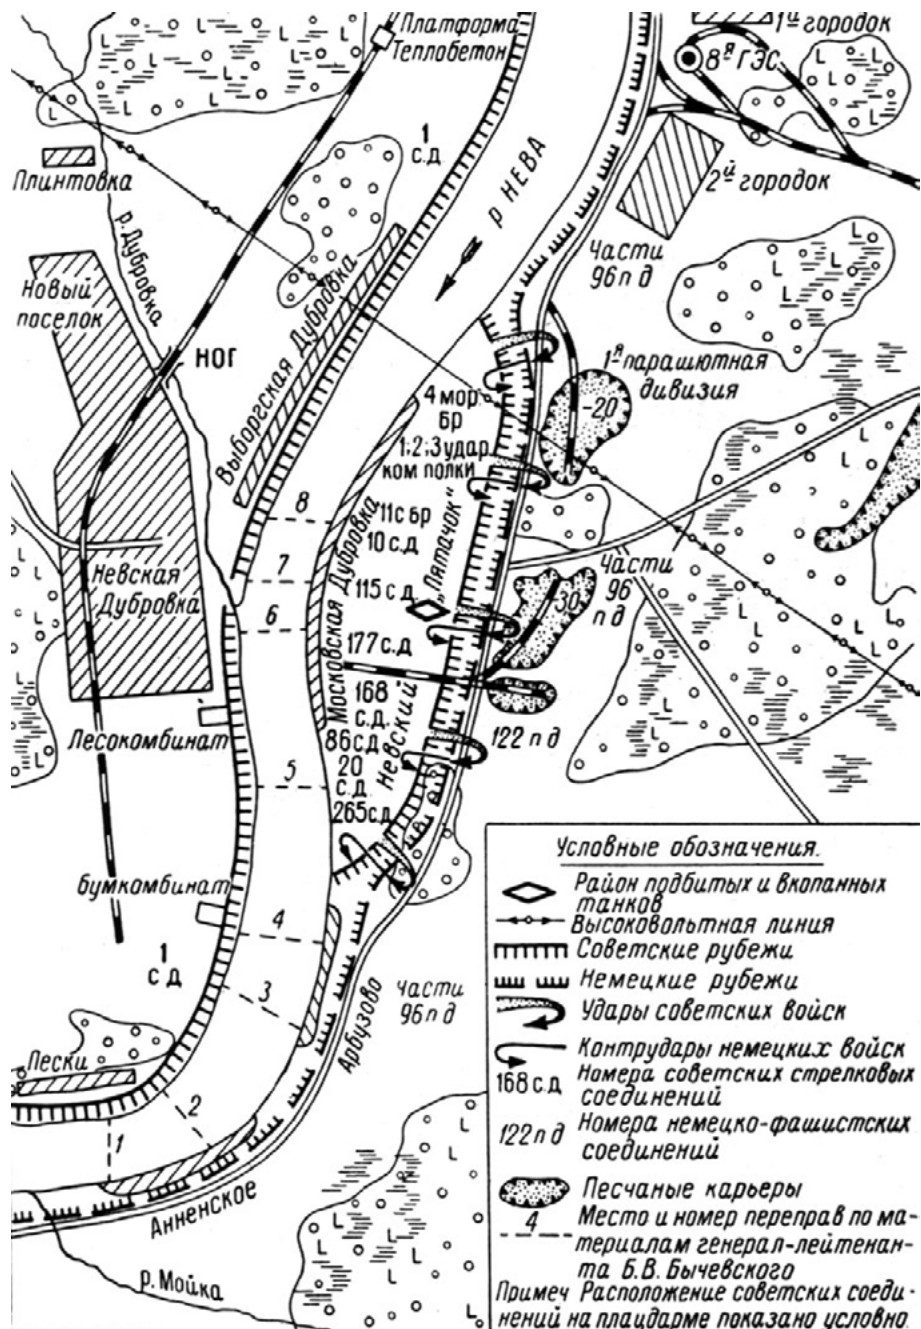 Платформа
Теплобетон
1й городок
8я ГЭС
1
с.д.
Плинтовка
р. НЕВА
2й городок
р. Дубровка
Части
96 п д
Новый
поселок
НОГ
Выборгская Дубровка
1я парашютная
дивизия
4 мор.
бр
-20
1:2:3 удар
ком полки
8
11с бр
10 с.д.
7
Московская Дубровка
"Пятачок"
Невский
Невская
Дубровка
115 с.д.
30
Части
96
п д
6
177 с.д
168
с.д.
86 с.д.
20
с.д.
265 с.д.
122 п д
Лесокомбинат
5
Бумкомбинат
4
1
с д
3
Арбузово
Части
96 п д
Пески
2
1
Анненское
р. Мойка
Условные обозначения.
Район подбитых и вкопанных
танков
Высоковольтная линия
Советские рубежи
Немецкие рубежи
Удары советских войск
Контрудары немецких войск
168 с.д Номера советских стрелковых
соединений
122 п д Номера немецко-фашистских
соединений
Песчаные карьеры
4 Место и номер переправ по ма-
териалам генерал-лейтенан-
та Б.В. Бычевского
Примеч Расположение советских соеди-
нений на плацдарме показано условно